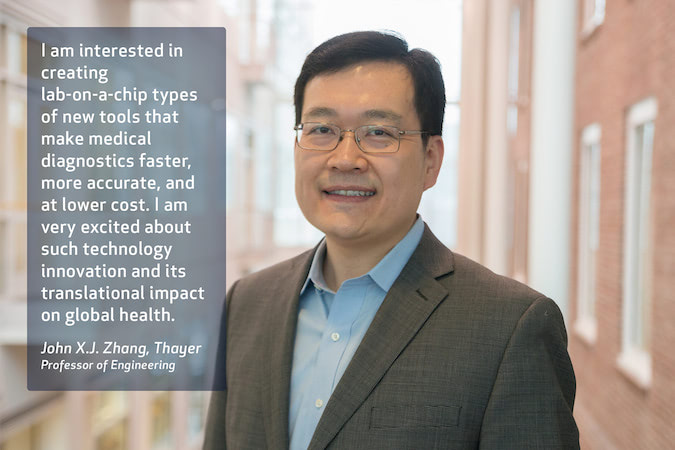 I am interested in
creating
lab-on-a-chip types
of new tools that
make medical
diagnostics faster,
more accurate, and
at lower cost. I am
very excited about
such technology
innovation and its
translational impact
on global health.
John X.J. Zhang, Thayer
Professor of Engineering